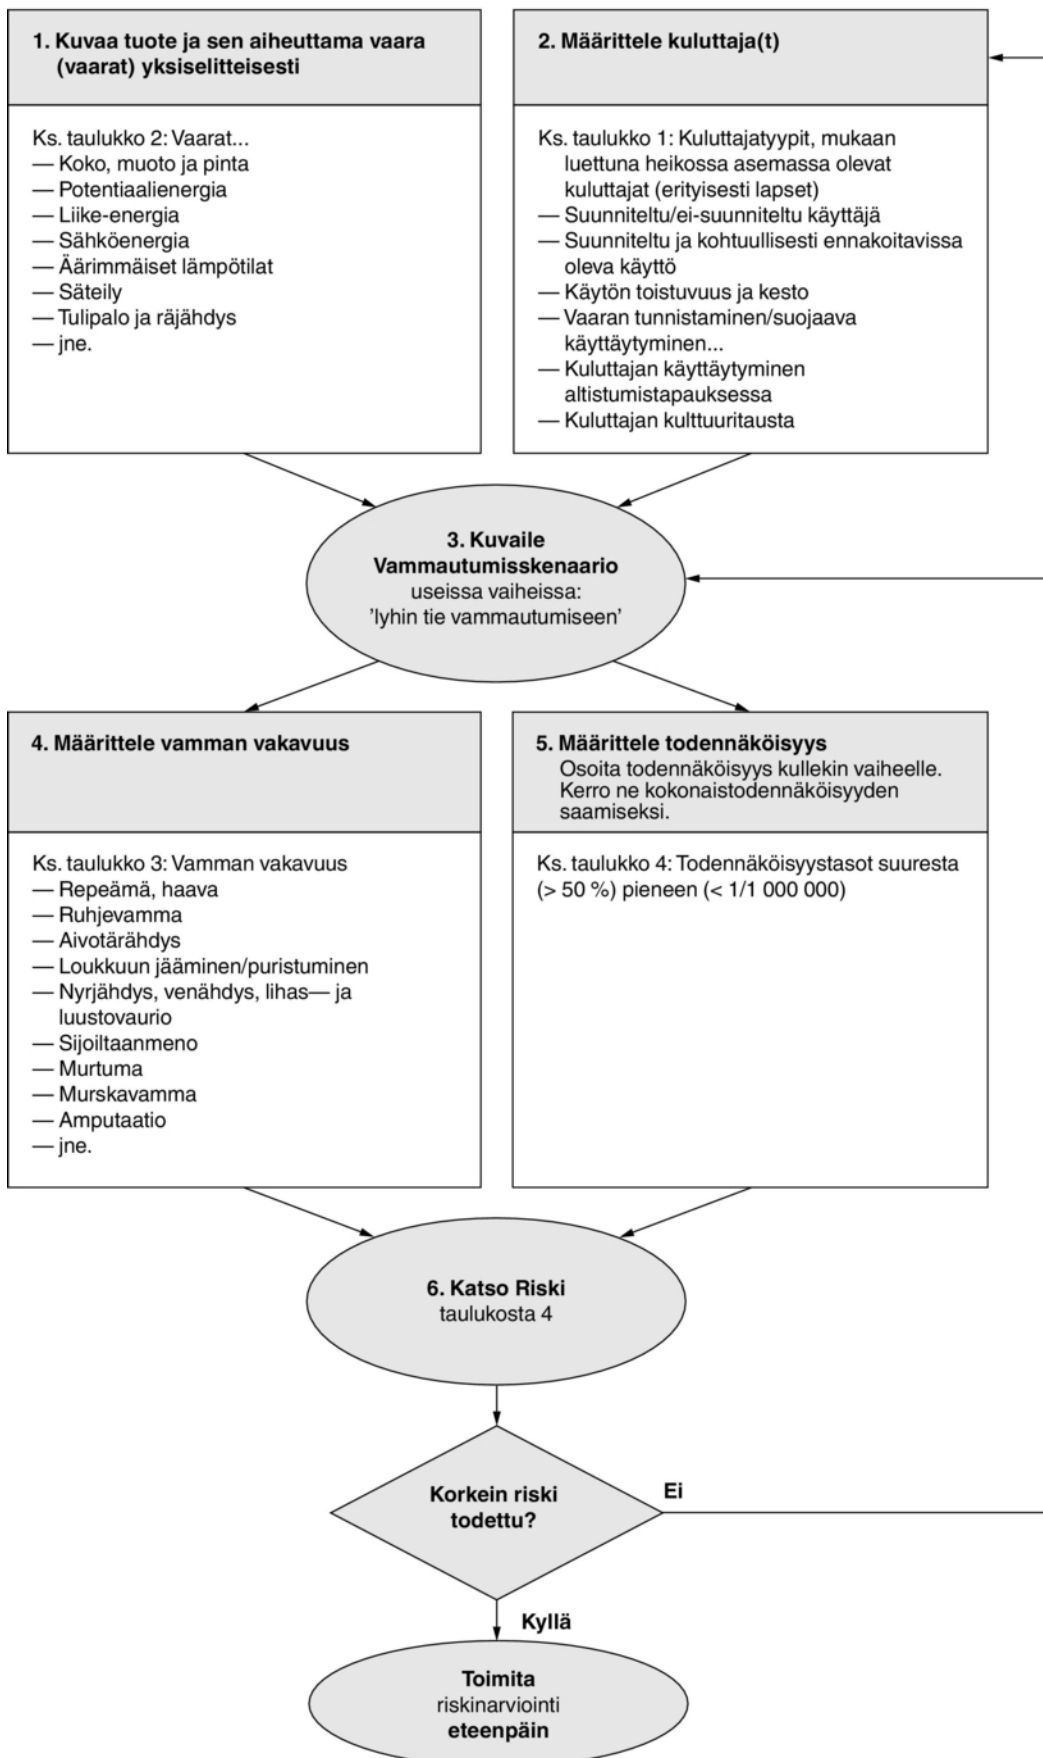 1. Kuvaa tuote ja sen aiheuttama vaara
(vaarat) yksiselitteisesti
Ks. taulukko 2: Vaarat...
— Koko, muoto ja pinta
— Potentiaalienergia
— Liike-energia
— Sähköenergia
— Äärimmäiset lämpötilat
— Säteily
— Tulipalo ja räjähdys
— jne.
2. Määrittele kuluttaja(t)
Ks. taulukko 1: Kuluttajatyypit, mukaan
luettuna heikossa asemassa olevat
kuluttajat (erityisesti lapset)
— Suunniteltu/ei-suunniteltu käyttäjä
— Suunniteltu ja kohtuullisesti ennakoitavissa
oleva käyttö
— Käytön toistuvuus ja kesto
— Vaaran tunnistaminen/suojaava
käyttäytyminen...
— Kuluttajan käyttäytyminen
altistumistapauksessa
— Kuluttajan kulttuuritausta
3. Kuvaile
Vammautumisskenaario
useissa vaiheissa:
’lyhin tie vammautumiseen’
4. Määrittele vamman vakavuus
Ks. taulukko 3: Vamman vakavuus
— Repeämä, haava
— Ruhjevamma
— Aivotärähdys
— Loukkuun jääminen/puristuminen
— Nyrjähdys, venähdys, lihas— ja
luustovaurio
— Sijoiltaanmeno
— Murtuma
— Murskavamma
— Amputaatio
— jne.
5. Määrittele todennäköisyys
Osoita todennäköisyys kullekin vaiheelle.
Kerro ne kokonaistodennäköisyyden
saamiseksi.
Ks. taulukko 4: Todennäköisyystasot suuresta
(> 50 %) pieneen (< 1/1 000 000)
6. Katso Riski
taulukosta 4
Korkein riski
todettu?
Ei
Kyllä
Toimita
riskinarviointi
eteenpäin